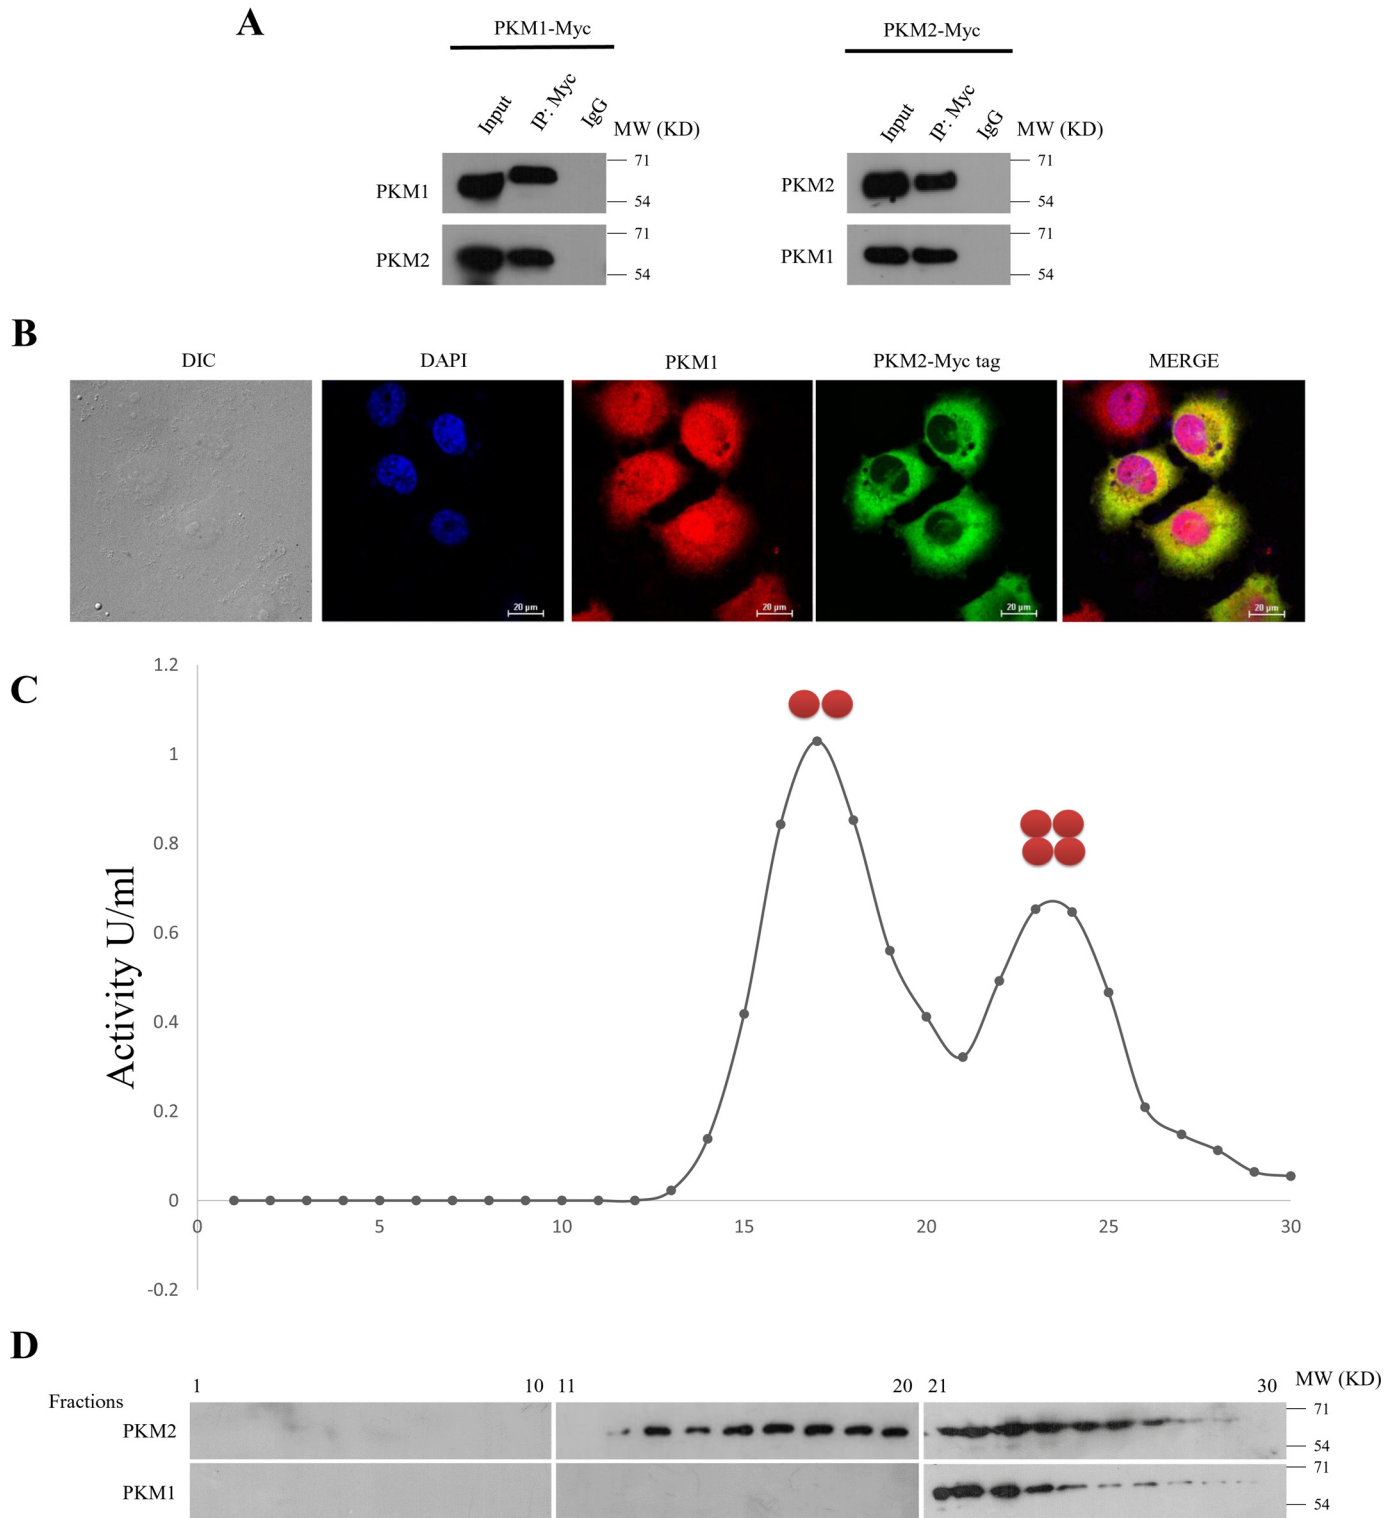 A
PKM1-Myc
PKM2-Myc
Input
IP: Myc
IgG
MW (KD)
Input
IP: Myc
IgG
MW (KD)
PKM1
71
54
PKM2
71
54
PKM2
71
54
PKM1
71
54
B
DIC
DAPI
PKM1
PKM2-Myc tag
MERGE
20 μm
20 μm
20 μm
20 μm
C
Activity U/ml
1.2
1
0.8
0.6
0.4
0.2
0
-0.2
0
5
10
15
20
25
30
D
Fractions
1
10
11
20
21
30
MW (KD)
PKM2
71
54
PKM1
71
54